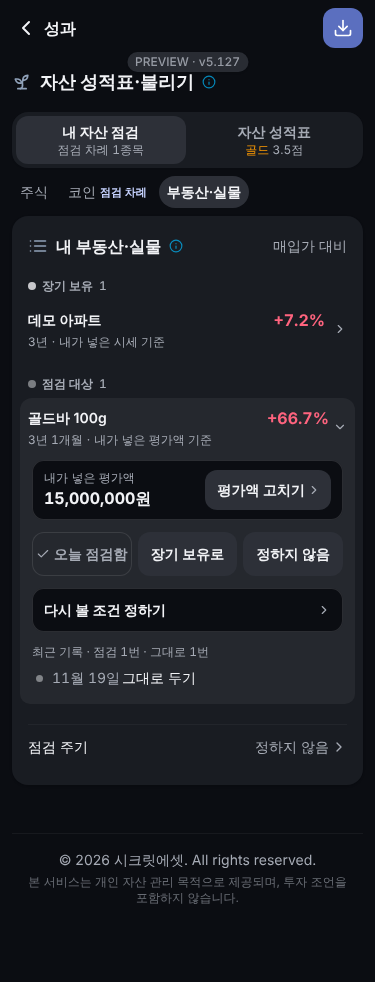 성과
PREVIEW · v5.127
자산 성적표·불리기
내 자산 점검
점검 차례 1종목
자산 성적표
골드 3.5점
주식
코인 점검 차례
부동산·실물
내 부동산·실물
매입가 대비
장기 보유 1
데모 아파트
+7.2%
3년 · 내가 넣은 시세 기준
점검 대상 1
골드바 100g
+66.7%
3년 1개월 · 내가 넣은 평가액 기준
내가 넣은 평가액
15,000,000원
평가액 고치기
오늘 점검함
장기 보유로
정하지 않음
다시 볼 조건 정하기
최근 기록 · 점검 1번 · 그대로 1번
11월 19일 그대로 두기
점검 주기
정하지 않음
© 2026 시크릿에셋. All rights reserved.
본 서비스는 개인 자산 관리 목적으로 제공되며, 투자 조언을
포함하지 않습니다.